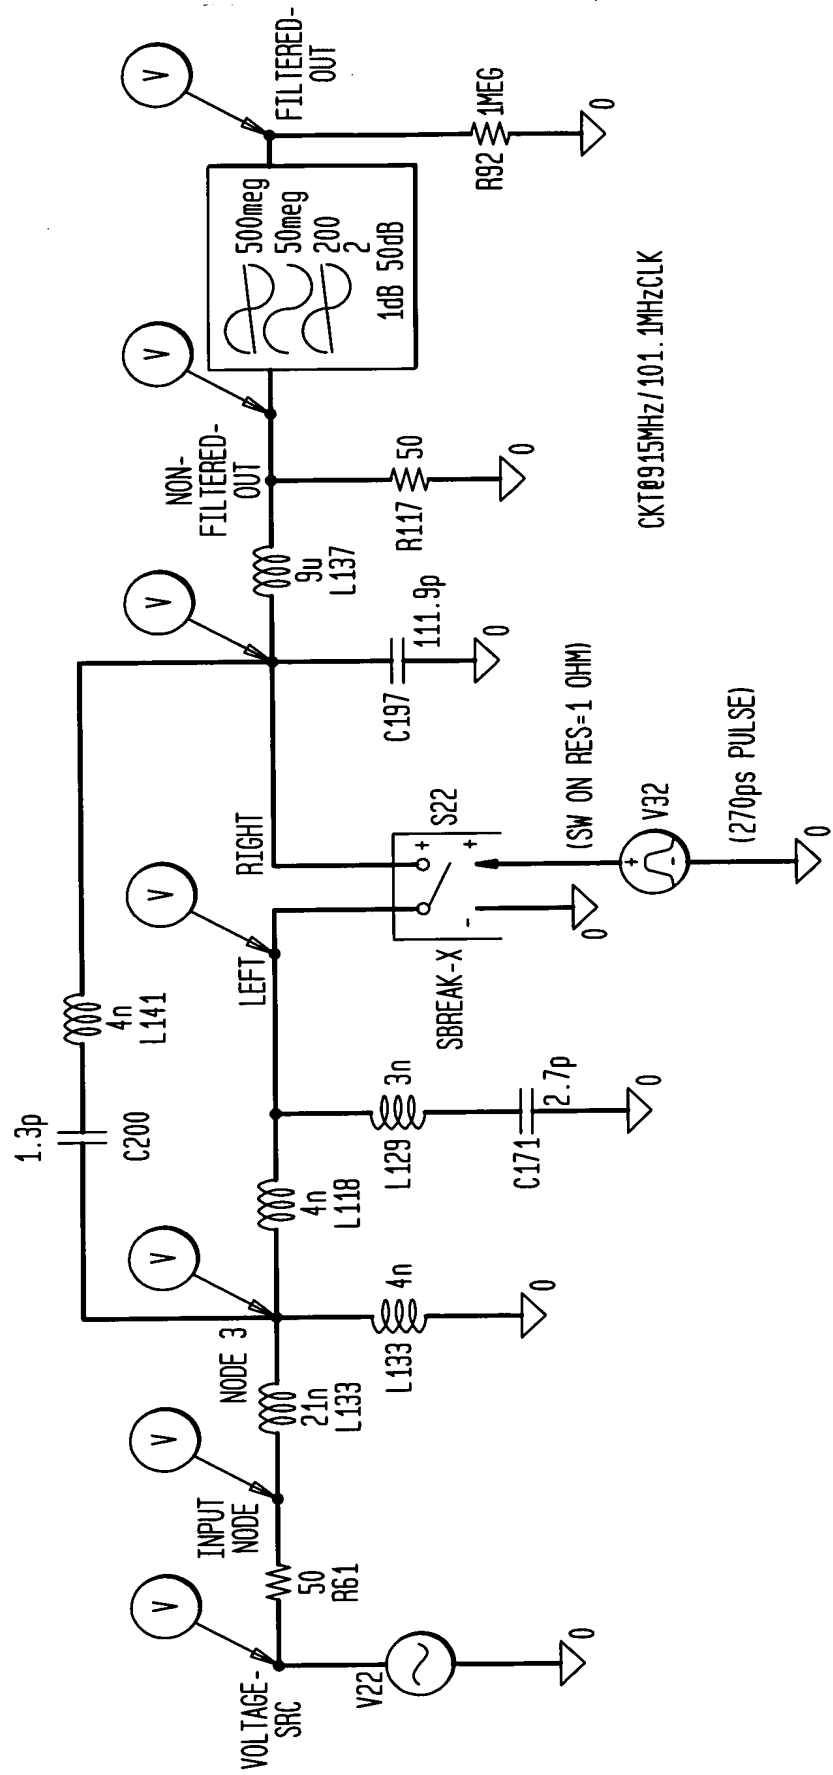 VOLTAGE-
SRC
V
V22
0
50
R61
INPUT
NODE
V
21n
L133
NODE 3
V
L133
4n
0
1.3p
C200
4n
L141
4n
L118
L129
3n
C171
2.7p
0
LEFT
V
RIGHT
SBREAK-X
S22
+
+
-
0
(SW ON RES=1 OHM)
+
-
V32
(270ps PULSE)
0
V
C197
111.9p
0
9u
L137
NON-
FILTERED-
OUT
V
R117
50
0
500meg
50meg
200
2
1dB 50dB
V
FILTERED-
OUT
R92
1MEG
0
CKT@915MHz/101.1MHzCLK